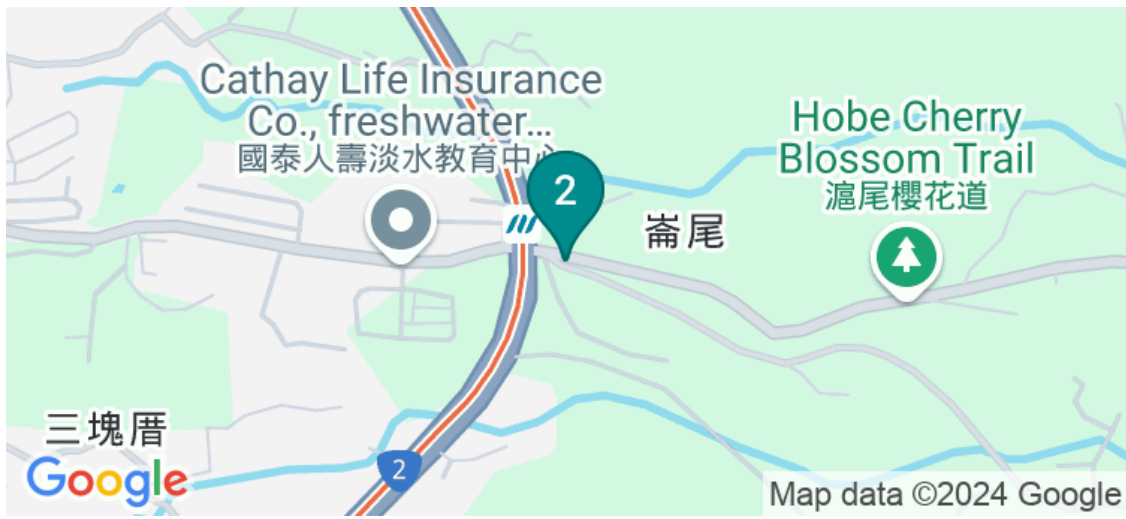 Cathay Life Insurance
Co., freshwater...
國泰人壽淡水教育中心
2
Hobe Cherry
Blossom Trail
滬尾櫻花道
崙尾
三塊厝
2
Google
Map data ©2024 Google